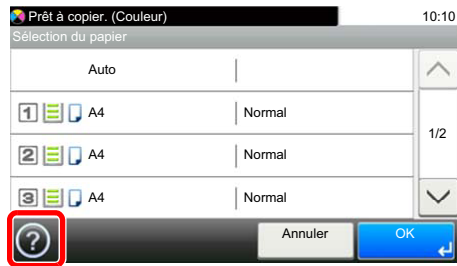 Prêt à copier. (Couleur) 10:10
Sélection du papier
Auto
1 A4 Normal
2 A4 Normal
1/2
3 A4 Normal
? Annuler OK